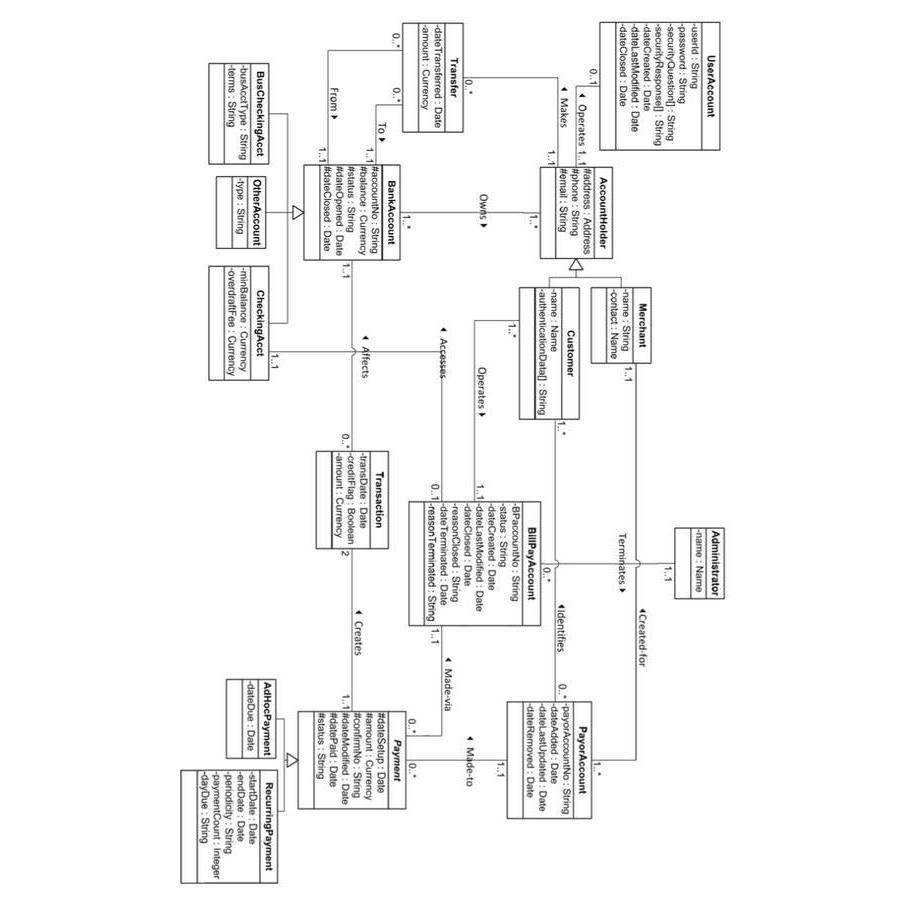 UserAccount
-userId : String
-password : String
-securityQuestion[] : String
-securityResponse[] : String
-dateCreated : Date
-dateLastModified : Date
-dateClosed : Date
0..1
Operates
1..1
AccountHolder
#address : Address
#phone : String
#email : String
Makes
1..1
0..*
Transfer
-dateTransferred : Date
-amount : Currency
0..*
0..*
From
To
1..1
1..1
BankAccount
#accountNo : String
#balance : Currency
#status : String
#dateOpened : Date
#dateClosed : Date
1..*
Owns
1..*
1..1
BusCheckingAcct
-busAcctType : String
-terms : String
OtherAccount
-type : String
CheckingAcct
-minBalance : Currency
-overdraftFee : Currency
1..1
Merchant
-name : String
-contact : Name
1..1
Customer
-name : Name
-authenticationData[] : String
1..*
1..*
Operates
Accesses
Affects
Administrator
-name : Name
1..1
Terminates
Created-for
BillPayAccount
-BPaccountNo : String
-status : String
-dateCreated : Date
-dateLastModified : Date
-dateClosed : Date
-reasonClosed : String
-dateTerminated : Date
-reasonTerminated : String
1..1
0..1
0..*
1..1
Transaction
-transDate : Date
-creditFlag : Boolean
-amount : Currency
0..*
2
Identifies
Made-via
Creates
PayorAccount
-payorAccountNo : String
-dateAdded : Date
-dateLastUpdated : Date
-dateRemoved : Date
1..*
0..*
1..1
Made-to
Payment
#dateSetup : Date
#amount : Currency
#confirmNo : String
#dateModified : Date
#datePaid : Date
#status : String
0..*
0..*
1..1
AdHocPayment
-dateDue : Date
RecurringPayment
-startDate : Date
-endDate : Date
-periodicity : String
-paymentCount : Integer
-dayDue : String